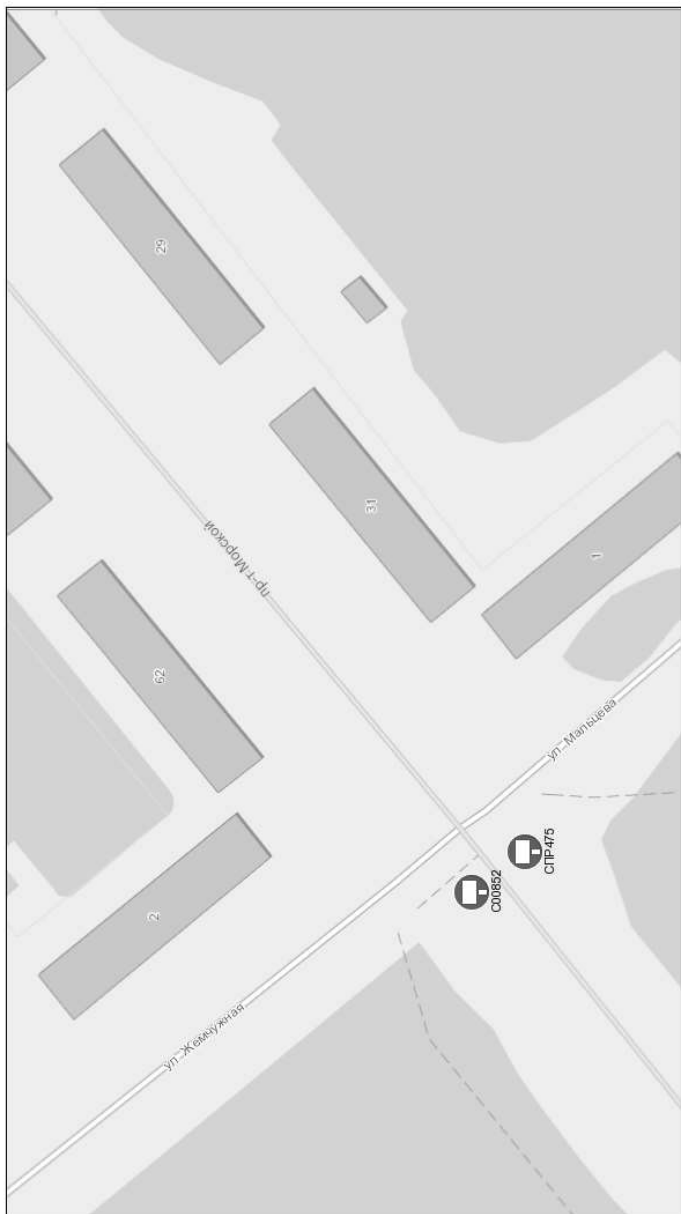 29
31
1
пр-т Морской
62
ул. Мальцева
2
СПР475
С00852
ул. Жемчужная